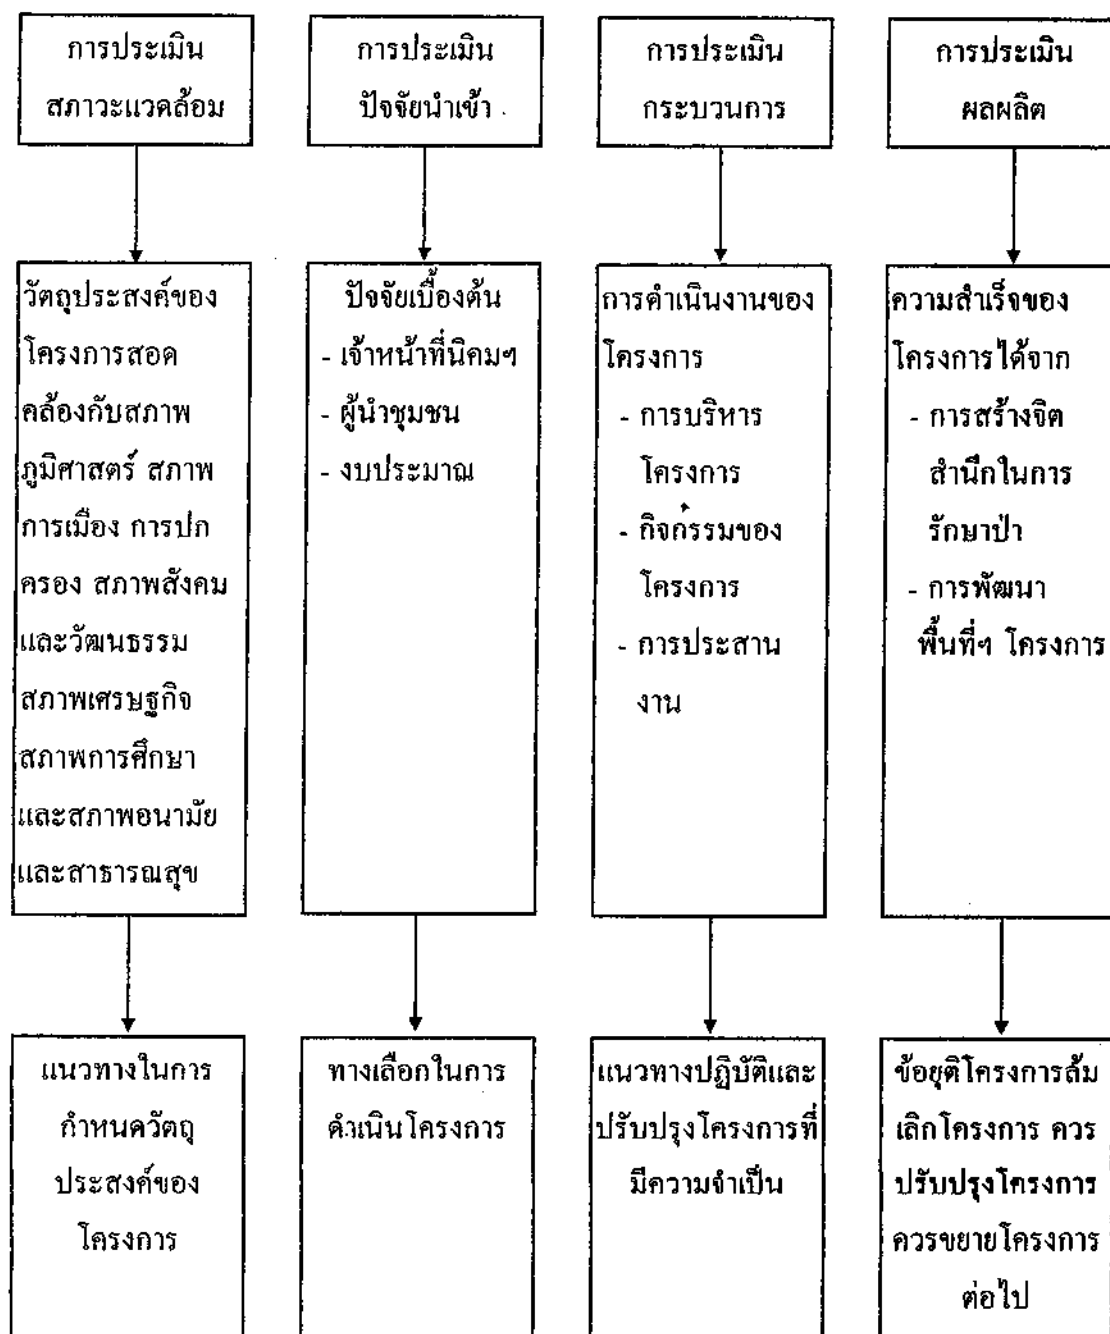 การประเมิน
สภาวะแวดล้อม
การประเมิน
ปัจจัยนำเข้า
การประเมิน
กระบวนการ
การประเมิน
ผลผลิต
วัตถุประสงค์ของ
โครงการสอด
คล้องกับสภาพ
ภูมิศาสตร์ สภาพ
การเมือง การปก
ครอง สภาพสังคม
และวัฒนธรรม
สภาพเศรษฐกิจ
สภาพการศึกษา
และสภาพอนามัย
และสาธารณสุข
ปัจจัยเบื้องต้น
- เจ้าหน้าที่นิคมฯ
- ผู้นำชุมชน
- งบประมาณ
การดำเนินงานของ
โครงการ
- การบริหาร
โครงการ
- กิจกรรมของ
โครงการ
- การประสาน
งาน
ความสำเร็จของ
โครงการได้จาก
- การสร้างจิต
สำนึกในการ
รักษาป่า
- การพัฒนา
พื้นที่ฯ โครงการ
แนวทางในการ
กำหนดวัตถุ
ประสงค์ของ
โครงการ
ทางเลือกในการ
ดำเนินโครงการ
แนวทางปฏิบัติและ
ปรับปรุงโครงการที่
มีความจำเป็น
ข้อยุติโครงการล้ม
เลิกโครงการ ควร
ปรับปรุงโครงการ
ควรขยายโครงการ
ต่อไป